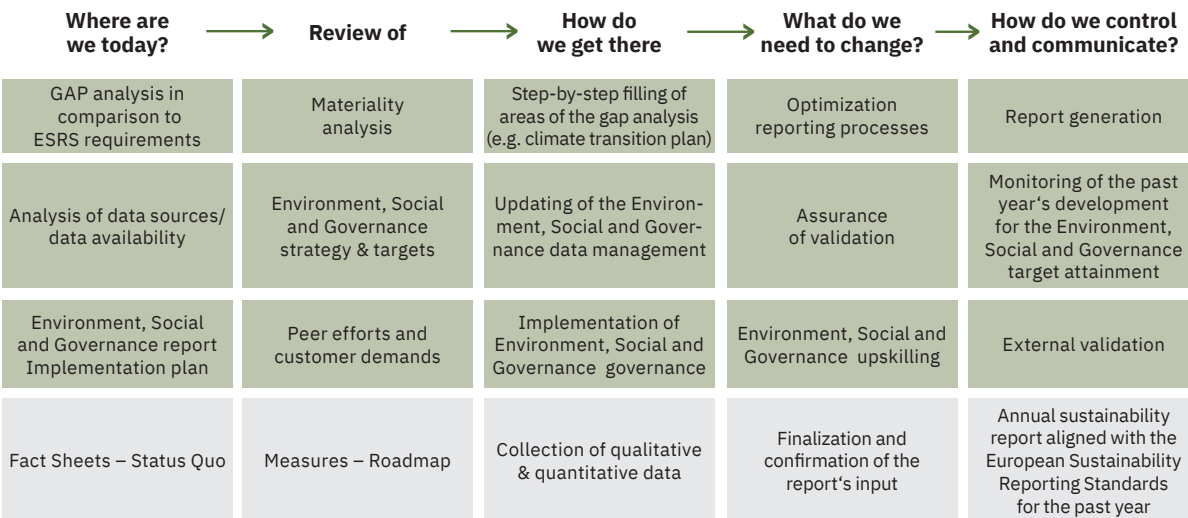 Where are
we today?
Review of
How do
we get there
What do we
need to change?
How do we control
and communicate?
GAP analysis in
comparison to
ESRS requirements
Materiality
analysis
Step-by-step filling of
areas of the gap analysis
(e.g. climate transition plan)
Optimization
reporting processes
Report generation
Analysis of data sources/
data availability
Environment, Social
and Governance
strategy & targets
Updating of the Environ-
ment, Social and Gover-
nance data management
Assurance
of validation
Monitoring of the past
year‘s development
for the Environment,
Social and Governance
target attainment
Environment, Social
and Governance report
Implementation plan
Peer efforts and
customer demands
Implementation of
Environment, Social and
Governance  governance
Environment, Social and
Governance  upskilling
External validation
Fact Sheets – Status Quo
Measures – Roadmap
Collection of qualitative
& quantitative data
Finalization and
confirmation of the
report‘s input
Annual sustainability
report aligned with the
European Sustainability
Reporting Standards
for the past year